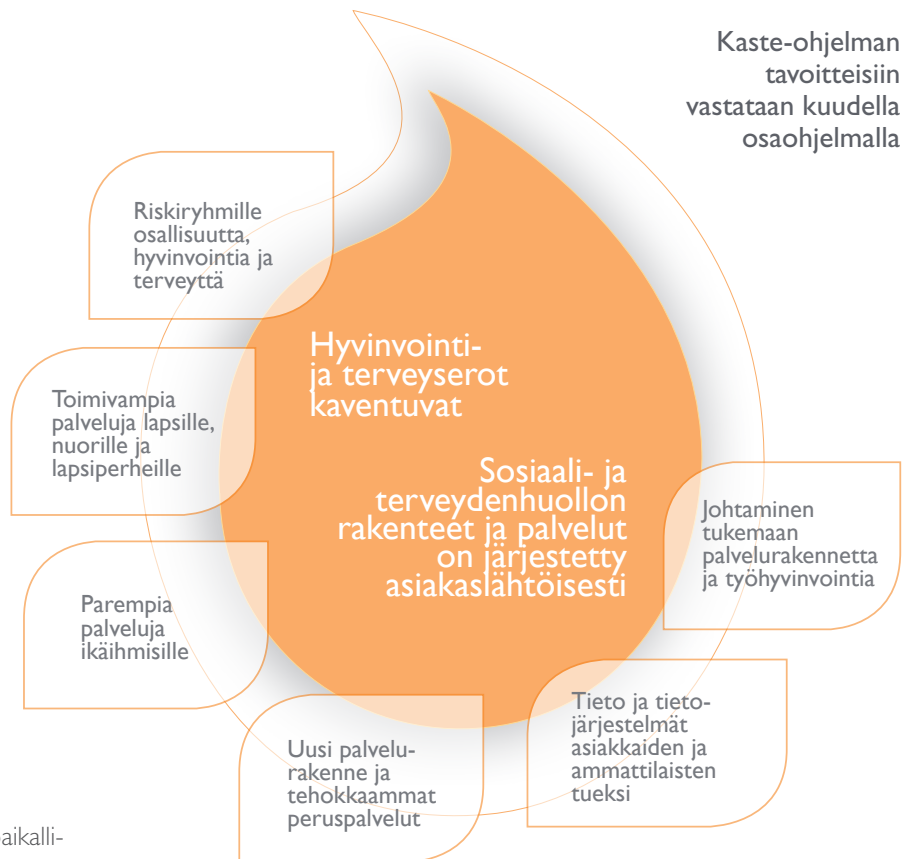 Kaste-ohjelman
tavoitteisiin
vastataan kuudella
osaohjelmalla
Riskiryhmille
osallisuutta,
hyvinvointia ja
terveyttä
Toimivampia
palveluja lapsille,
nuorille ja
lapsiperheille
Parempia
palveluja
ikäihmisille
Uusi palvelu-
rakenne ja
tehokkaammat
peruspalvelut
Tieto ja tieto-
järjestelmät
asiakkaiden ja
ammattilaisten
tueksi
Johtaminen
tukemaan
palvelurakennetta
ja työhyvinvointia
Hyvinvointi-
ja terveyserot
kaventuvat
Sosiaali- ja
terveydenhuollon
rakenteet ja palvelut
on järjestetty
asiakaslähtöisesti
aikalli-